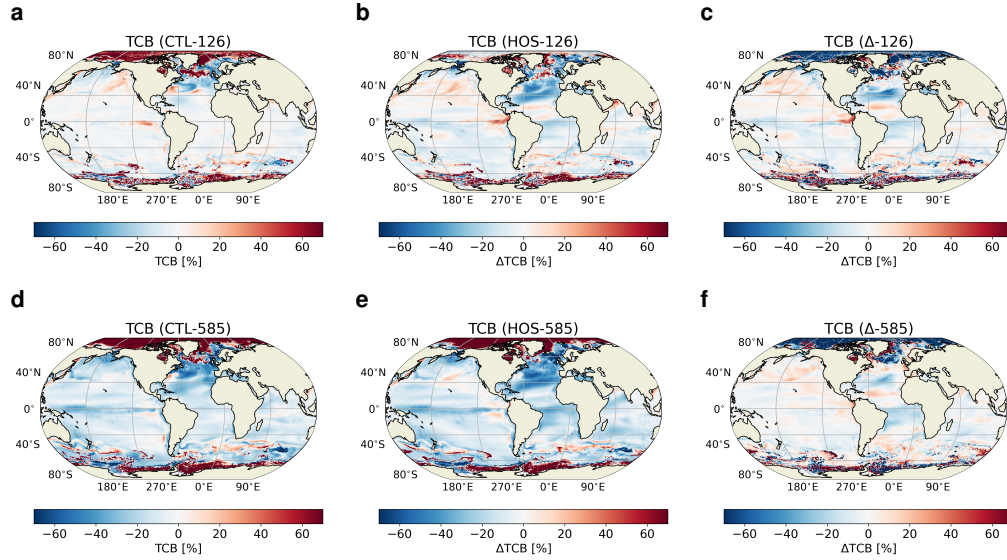 a
b
c
TCB (CTL-126)
TCB (HOS-126)
TCB (Δ-126)
80°N
40°N
0°
40°S
80°S
180°E 270°E 0°E 90°E
80°N
40°N
0°
40°S
80°S
180°E 270°E 0°E 90°E
80°N
40°N
0°
40°S
80°S
180°E 270°E 0°E 90°E
−60 −40 −20 0 20 40 60
TCB [%]
−60 −40 −20 0 20 40 60
ΔTCB [%]
−60 −40 −20 0 20 40 60
ΔTCB [%]
d
e
f
TCB (CTL-585)
TCB (HOS-585)
TCB (Δ-585)
80°N
40°N
0°
40°S
80°S
180°E 270°E 0°E 90°E
80°N
40°N
0°
40°S
80°S
180°E 270°E 0°E 90°E
80°N
40°N
0°
40°S
80°S
180°E 270°E 0°E 90°E
−60 −40 −20 0 20 40 60
TCB [%]
−60 −40 −20 0 20 40 60
ΔTCB [%]
−60 −40 −20 0 20 40 60
ΔTCB [%]